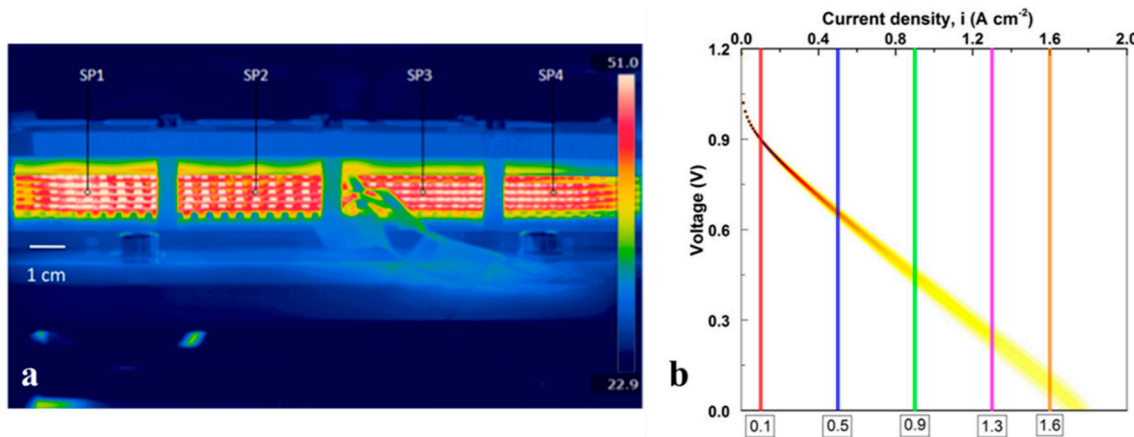 SP1 SP2 SP3 SP4
51.0
22.9
1 cm
a
Current density, i (A cm⁻²)
0.0 0.4 0.8 1.2 1.6 2.0
Voltage (V)
1.2
0.9
0.6
0.3
0.0
0.1 0.5 0.9 1.3 1.6
b